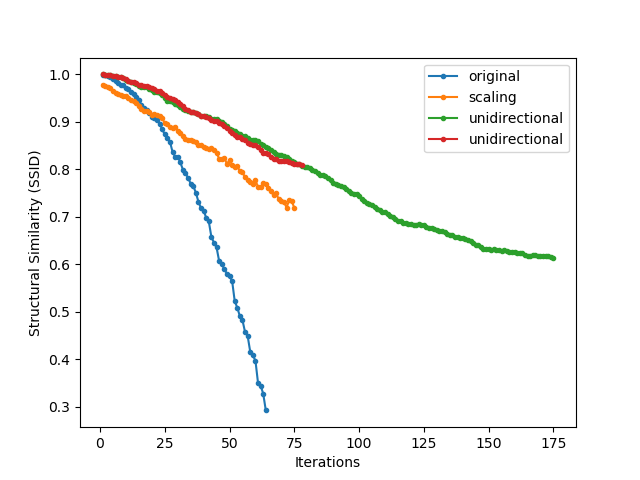 original
scaling
unidirectional
unidirectional
1.0
0.9
0.8
0.7
0.6
0.5
0.4
0.3
Structural Similarity (SSID)
0 25 50 75 100 125 150 175
Iterations